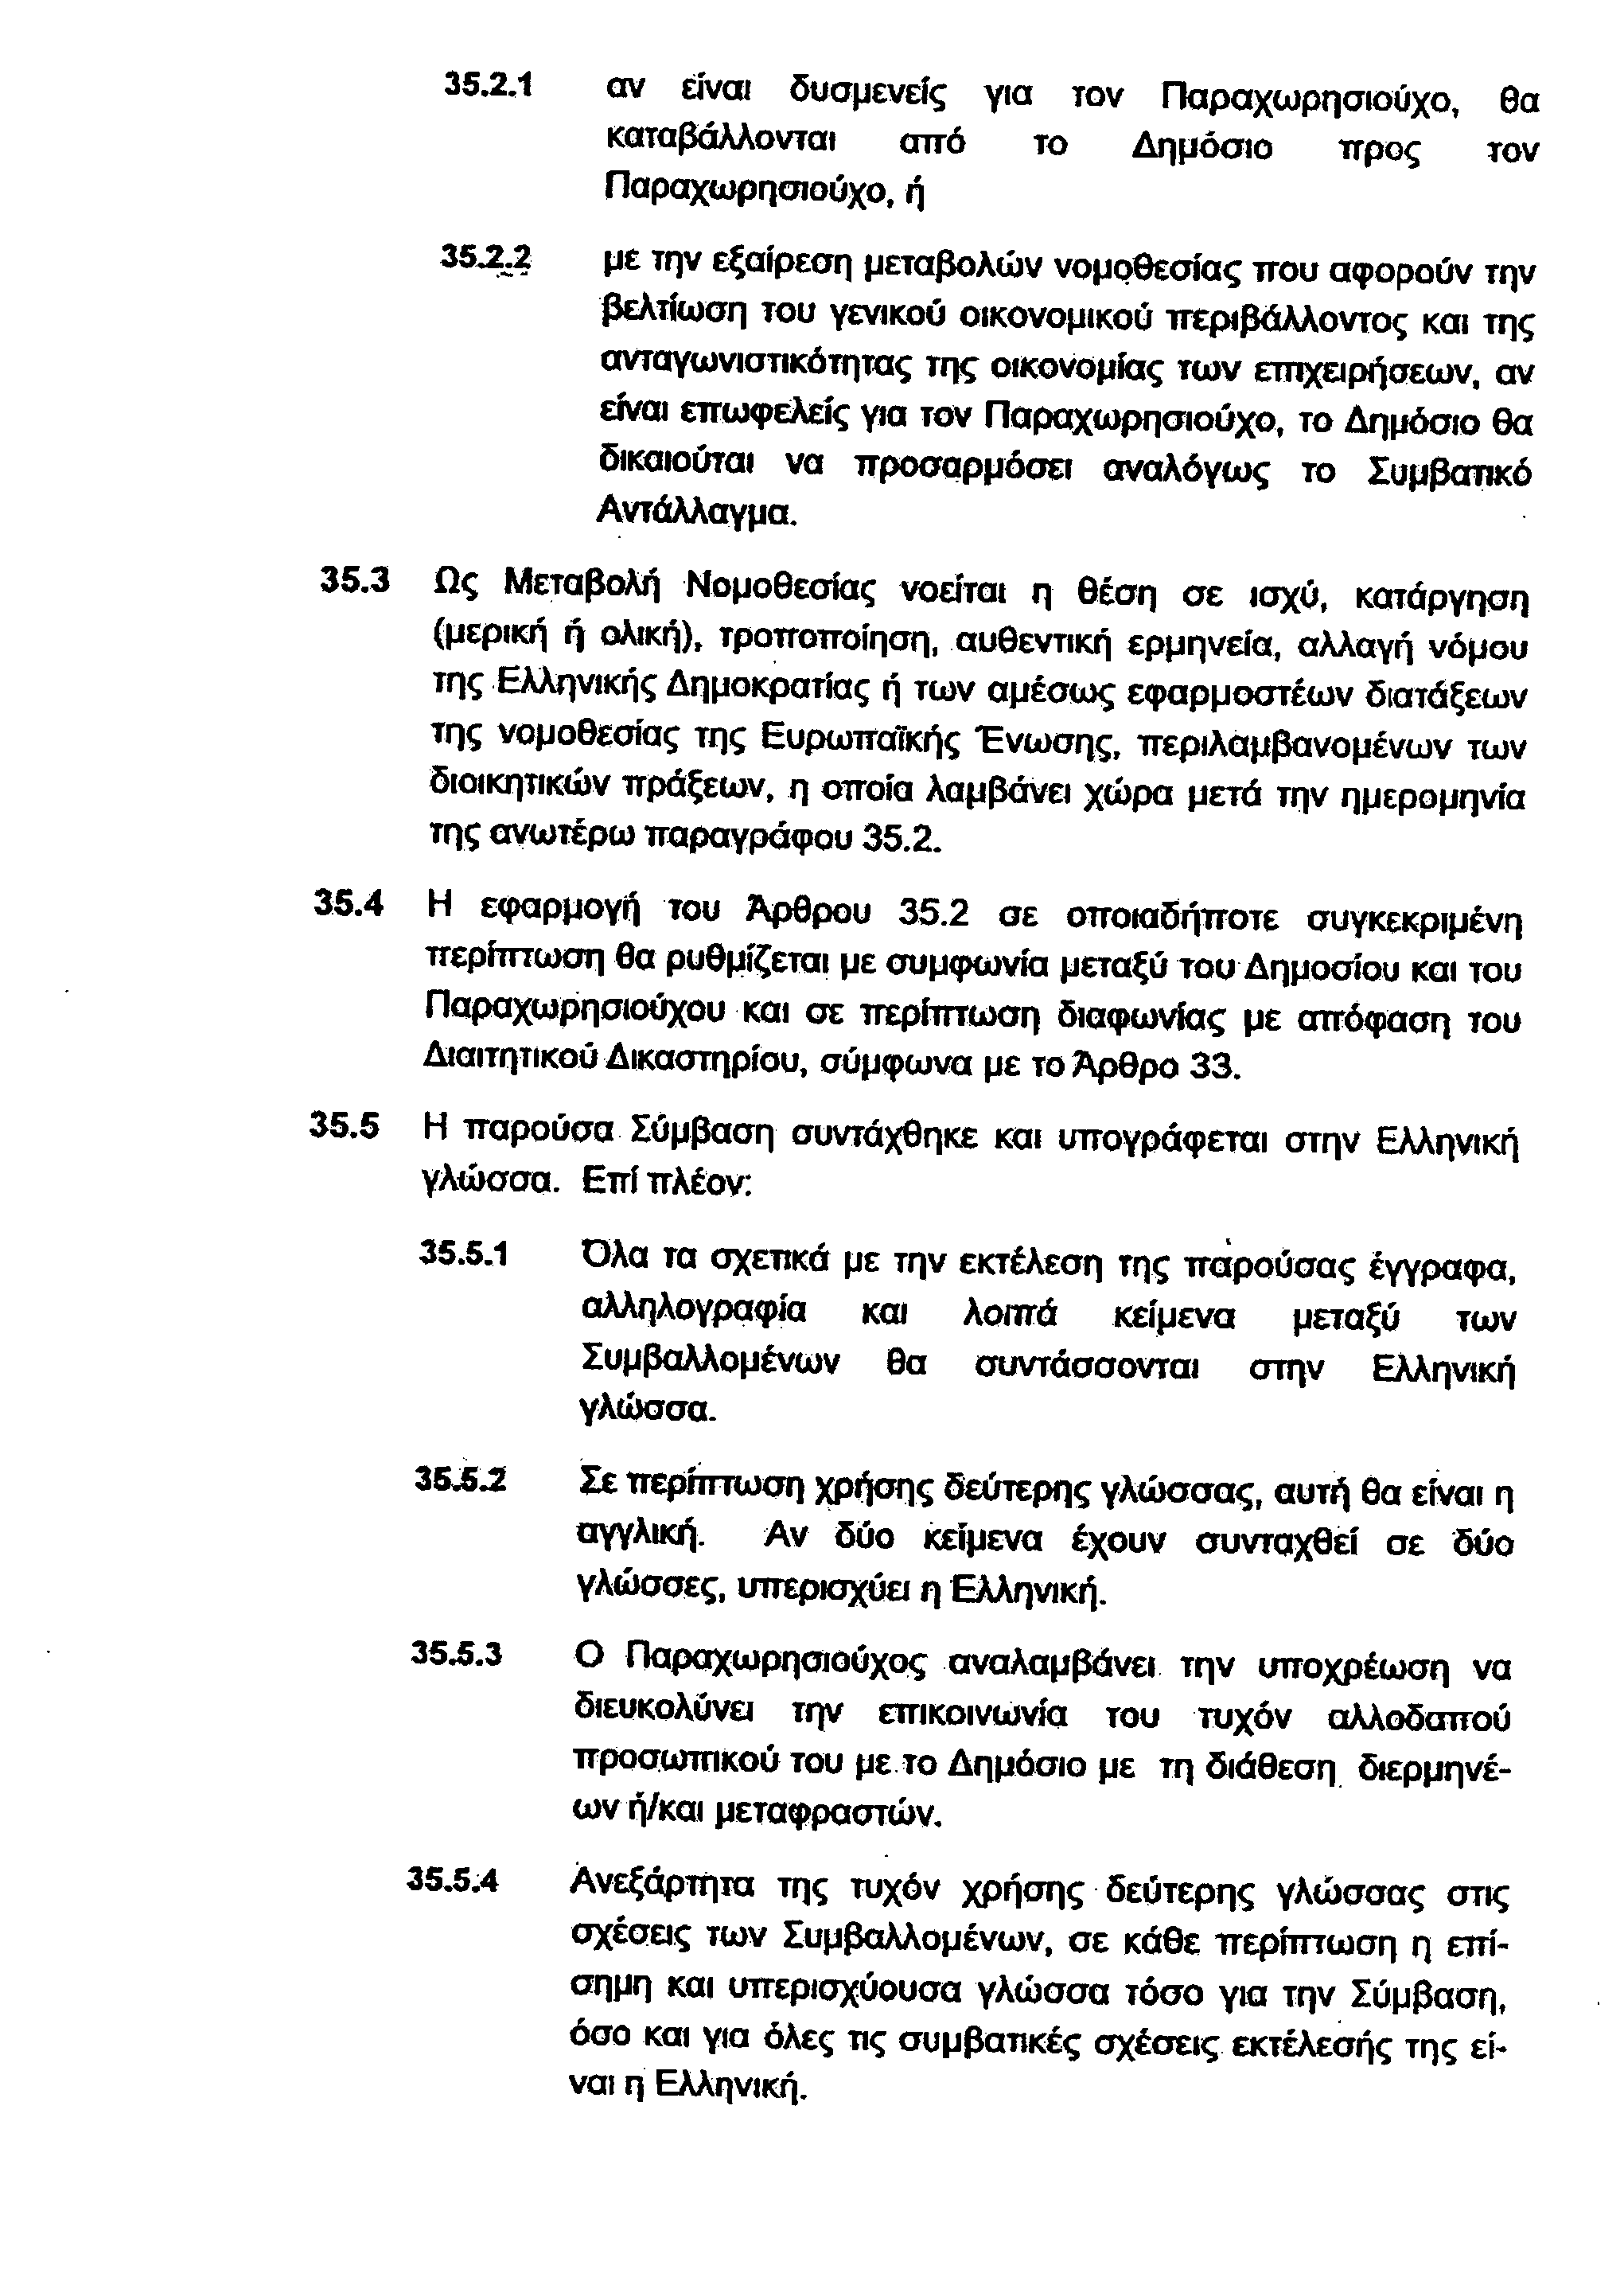 35.2.1 αν είναι δυσμενείς για τον Παραχωρησιούχο, θα
καταβάλλονται από το Δημόσιο προς τον
Παραχωρησιούχο, ή
35.2.2 με την εξαίρεση μεταβολών νομοθεσίας που αφορούν την
βελτίωση του γενικού οικονομικού περιβάλλοντος και της
ανταγωνιστικότητας της οικονομίας των επιχειρήσεων, αν
είναι επωφελείς για τον Παραχωρησιούχο, το Δημόσιο θα
δικαιούται να προσαρμόσει αναλόγως το Συμβατικό
Αντάλλαγμα.
35.3 Ως Μεταβολή Νομοθεσίας νοείται η θέση σε ισχύ, κατάργηση
(μερική ή ολική), τροποποίηση, αυθεντική ερμηνεία, αλλαγή νόμου
της Ελληνικής Δημοκρατίας ή των αμέσως εφαρμοστέων διατάξεων
της νομοθεσίας της Ευρωπαϊκής Ένωσης, περιλαμβανομένων των
διοικητικών πράξεων, η οποία λαμβάνει χώρα μετά την ημερομηνία
της ανωτέρω παραγράφου 35.2.
35.4 Η εφαρμογή του Άρθρου 35.2 σε οποιαδήποτε συγκεκριμένη
περίπτωση θα ρυθμίζεται με συμφωνία μεταξύ του Δημοσίου και του
Παραχωρησιούχου και σε περίπτωση διαφωνίας με απόφαση του
Διαιτητικού Δικαστηρίου, σύμφωνα με το Άρθρο 33.
35.5 Η παρούσα Σύμβαση συντάχθηκε και υπογράφεται στην Ελληνική
γλώσσα. Επί πλέον:
35.5.1 Όλα τα σχετικά με την εκτέλεση της παρούσας έγγραφα,
αλληλογραφία και λοιπά κείμενα μεταξύ των
Συμβαλλομένων θα συντάσσονται στην Ελληνική
γλώσσα.
35.5.2 Σε περίπτωση χρήσης δεύτερης γλώσσας, αυτή θα είναι η
αγγλική. Αν δύο κείμενα έχουν συνταχθεί σε δύο
γλώσσες, υπερισχύει η Ελληνική.
35.5.3 Ο Παραχωρησιούχος αναλαμβάνει την υποχρέωση να
διευκολύνει την επικοινωνία του τυχόν αλλοδαπού
προσωπικού του με το Δημόσιο με τη διάθεση διερμηνέ-
ων ή/και μεταφραστών.
35.5.4 Ανεξάρτητα της τυχόν χρήσης δεύτερης γλώσσας στις
σχέσεις των Συμβαλλομένων, σε κάθε περίπτωση η επί-
σημη και υπερισχύουσα γλώσσα τόσο για την Σύμβαση,
όσο και για όλες τις συμβατικές σχέσεις εκτέλεσής της εί-
ναι η Ελληνική.